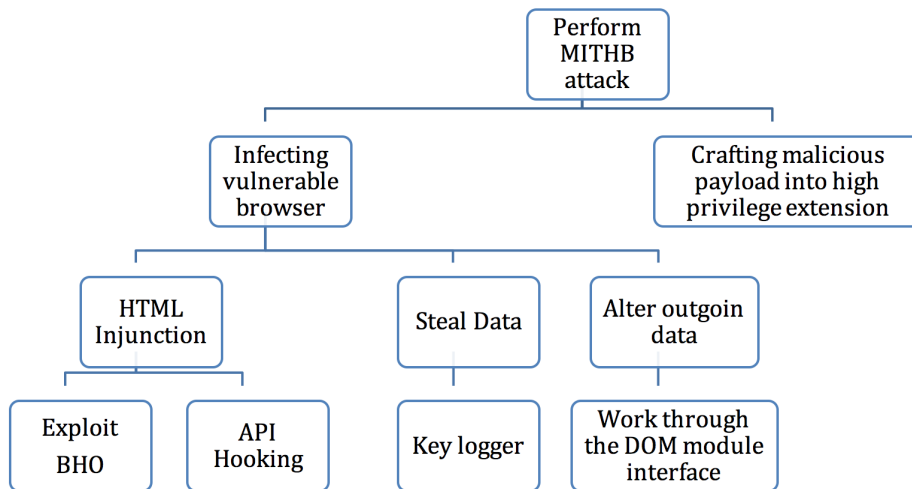 Perform
MITHB
attack
Infecting
vulnerable
browser
Crafting malicious
payload into high
privilege extension
HTML
Injunction
Steal Data
Alter outgoin
data
Exploit
BHO
API
Hooking
Key logger
Work through
the DOM module
interface